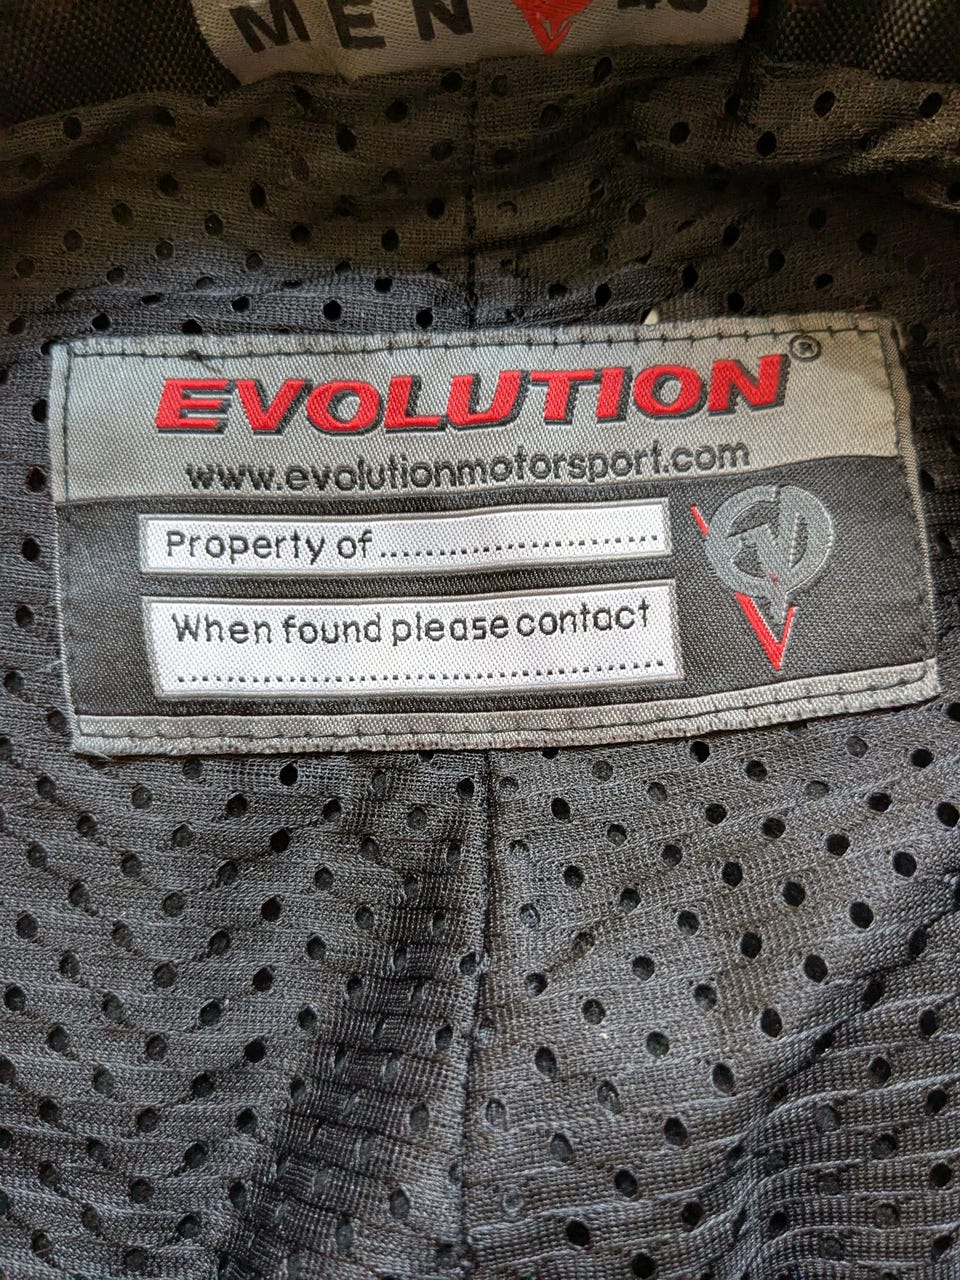 MEN
EVOLUTION®
www.evolutionmotorsport.com
Property of..............................
When found please contact
..........................................